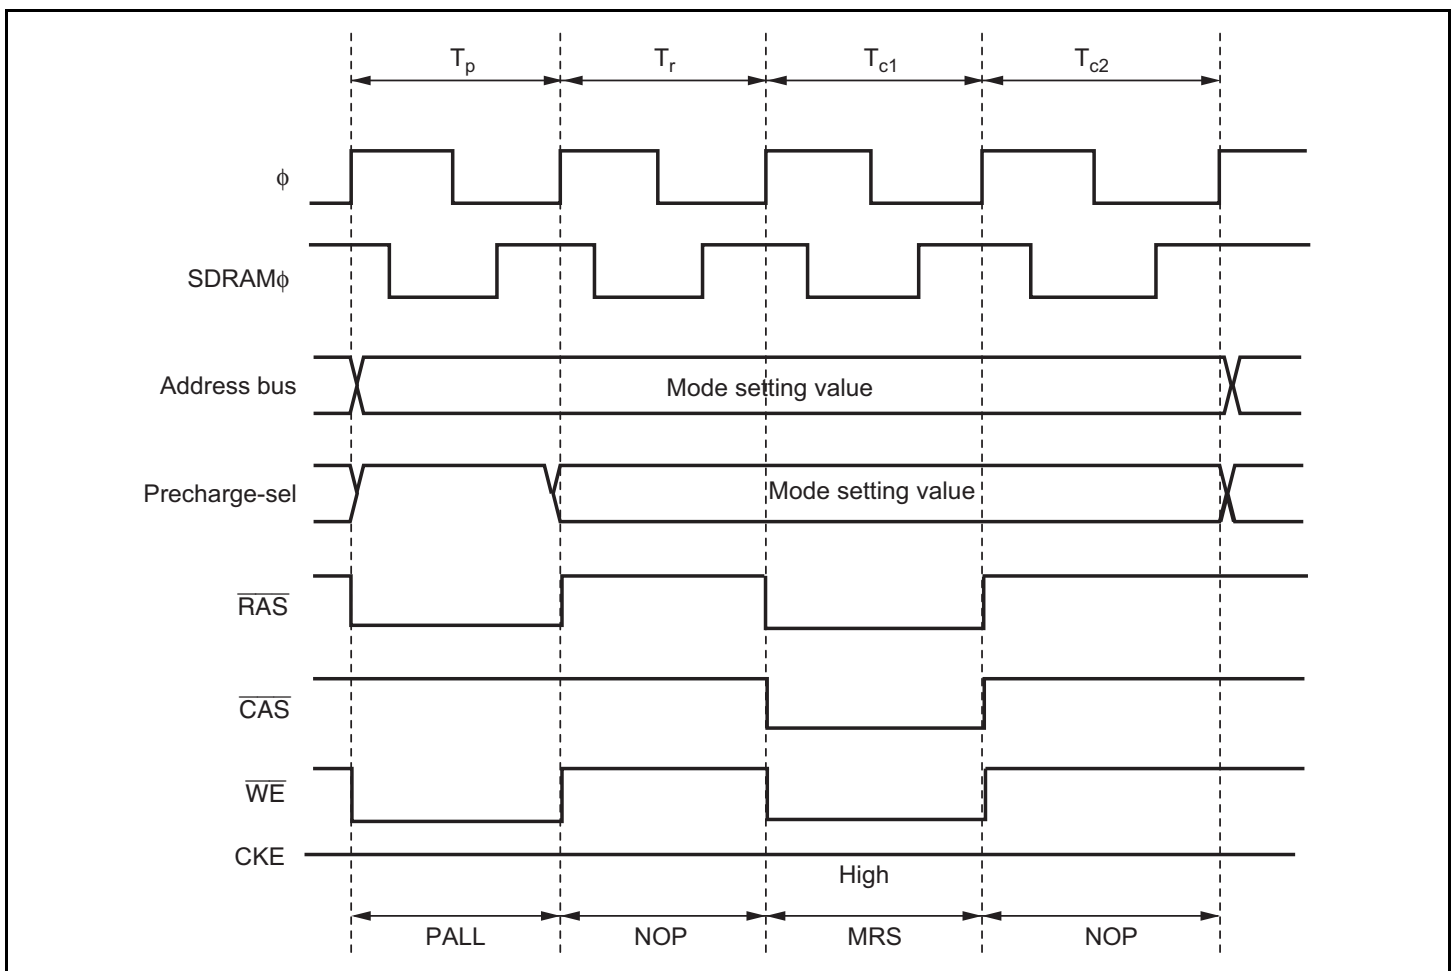 Tp Tr Tc1 Tc2
ϕ
SDRAMϕ
Address bus Mode setting value
Precharge-sel Mode setting value
RAS
CAS
WE
CKE
High
PALL NOP MRS NOP